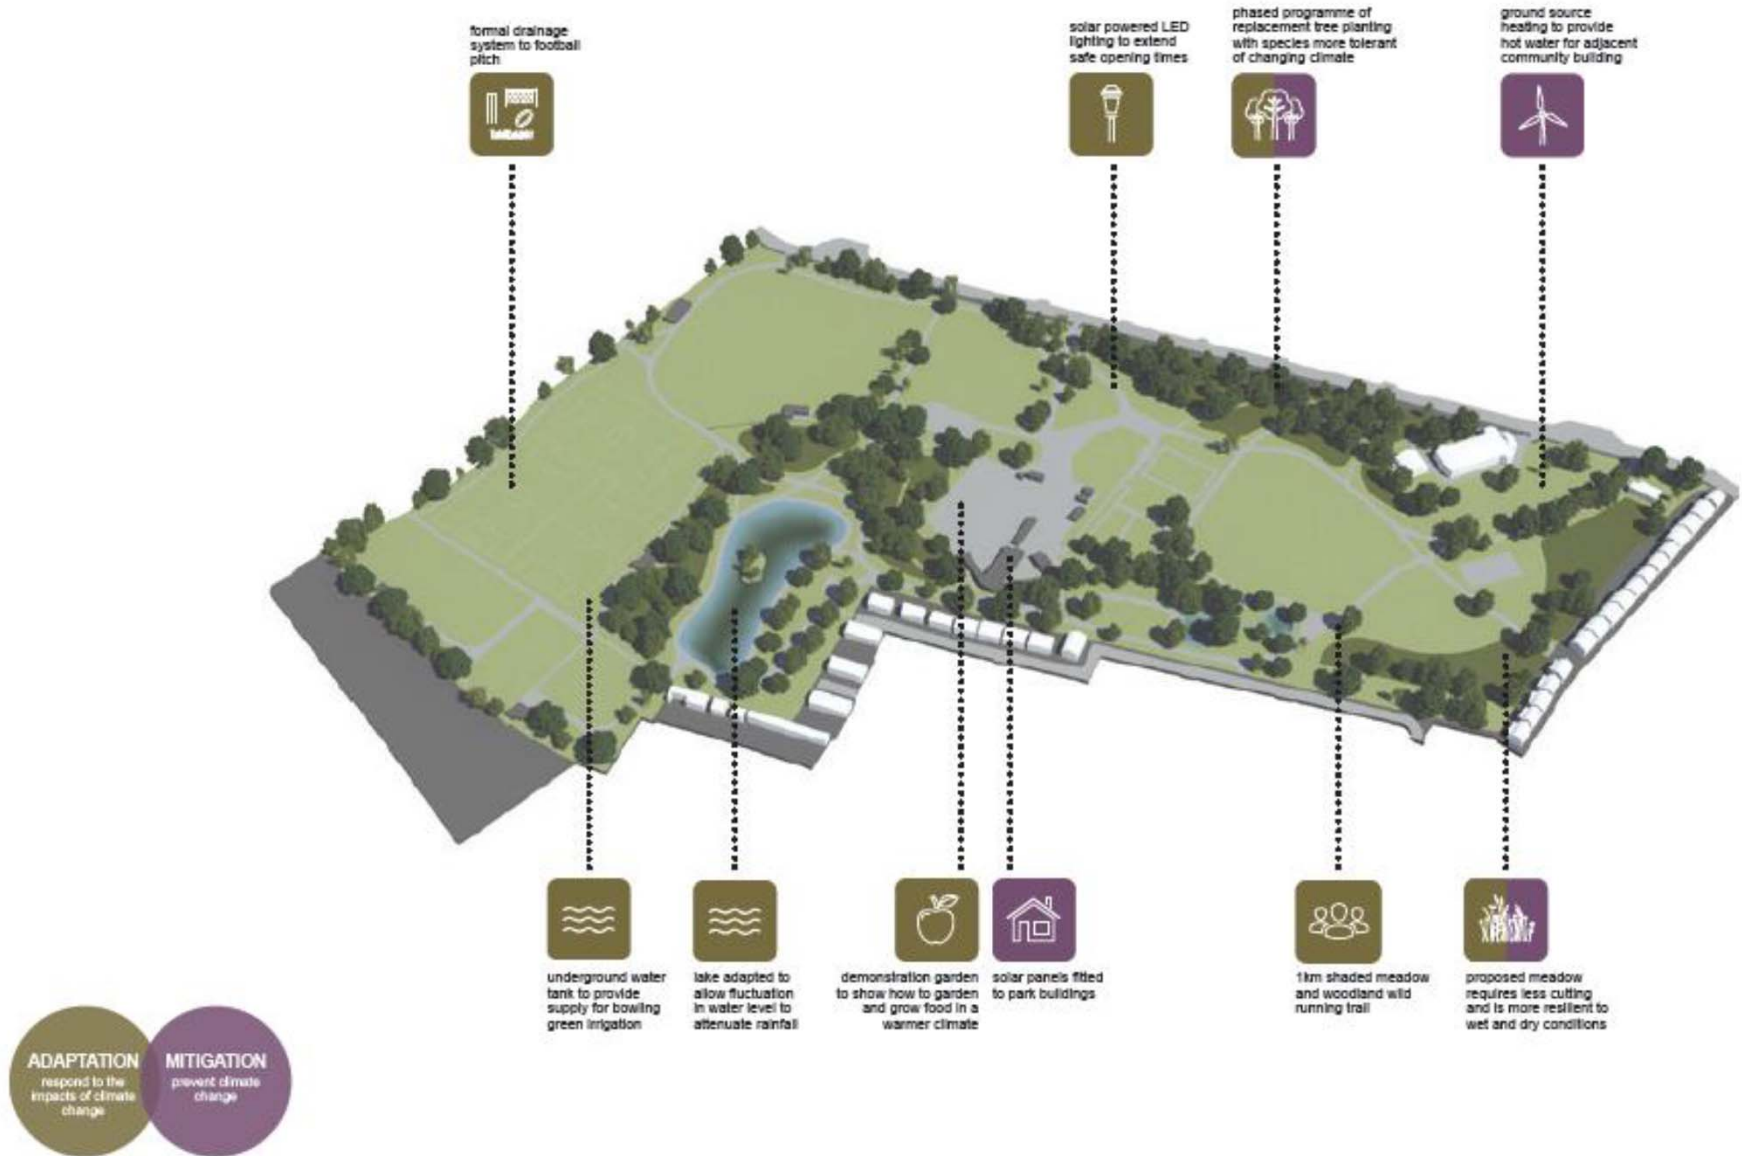 formal drainage
system to football
pitch
solar powered LED
lighting to extend
safe opening times
phased programme of
replacement tree planting
with species more tolerant
of changing climate
ground source
heating to provide
hot water for adjacent
community building
underground water
tank to provide
supply for bowling
green irrigation
lake adapted to
allow fluctuation
in water level to
attenuate rainfall
demonstration garden
to show how to garden
and grow food in a
warmer climate
solar panels fitted
to park buildings
1km shaded meadow
and woodland wild
running trail
proposed meadow
requires less cutting
and is more resilient to
wet and dry conditions
ADAPTATION
respond to the
impacts of climate
change
MITIGATION
prevent climate
change